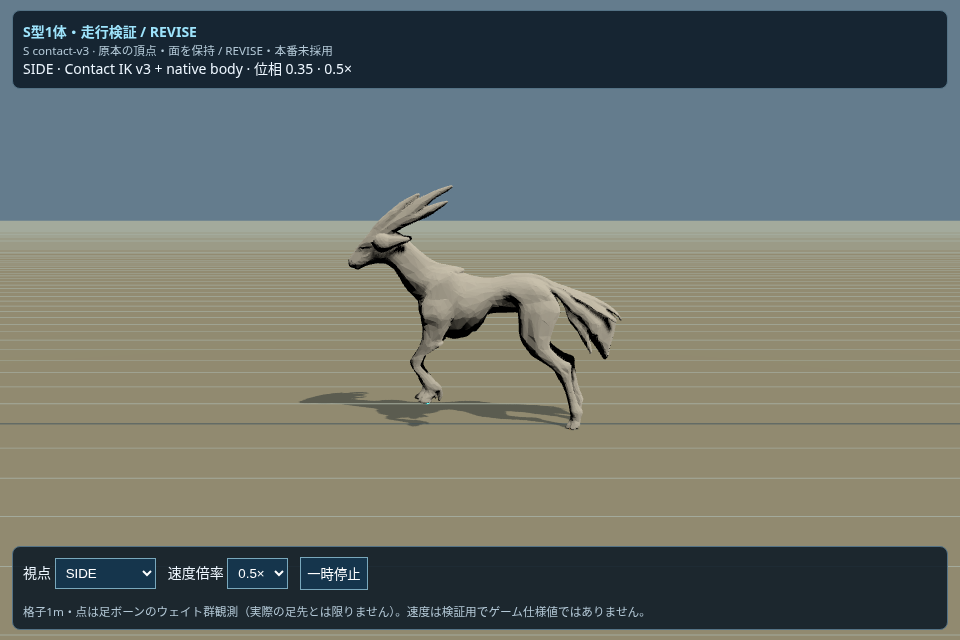 S型1体・走行検証 / REVISE
S contact-v3 · 原本の頂点・面を保持 / REVISE・本番未採用
SIDE · Contact IK v3 + native body · 位相 0.35 · 0.5×
視点 SIDE 速度倍率 0.5× 一時停止
格子1m・点は足ボーンのウェイト群観測（実際の足先とは限りません）。速度は検証用でゲーム仕様値ではありません。